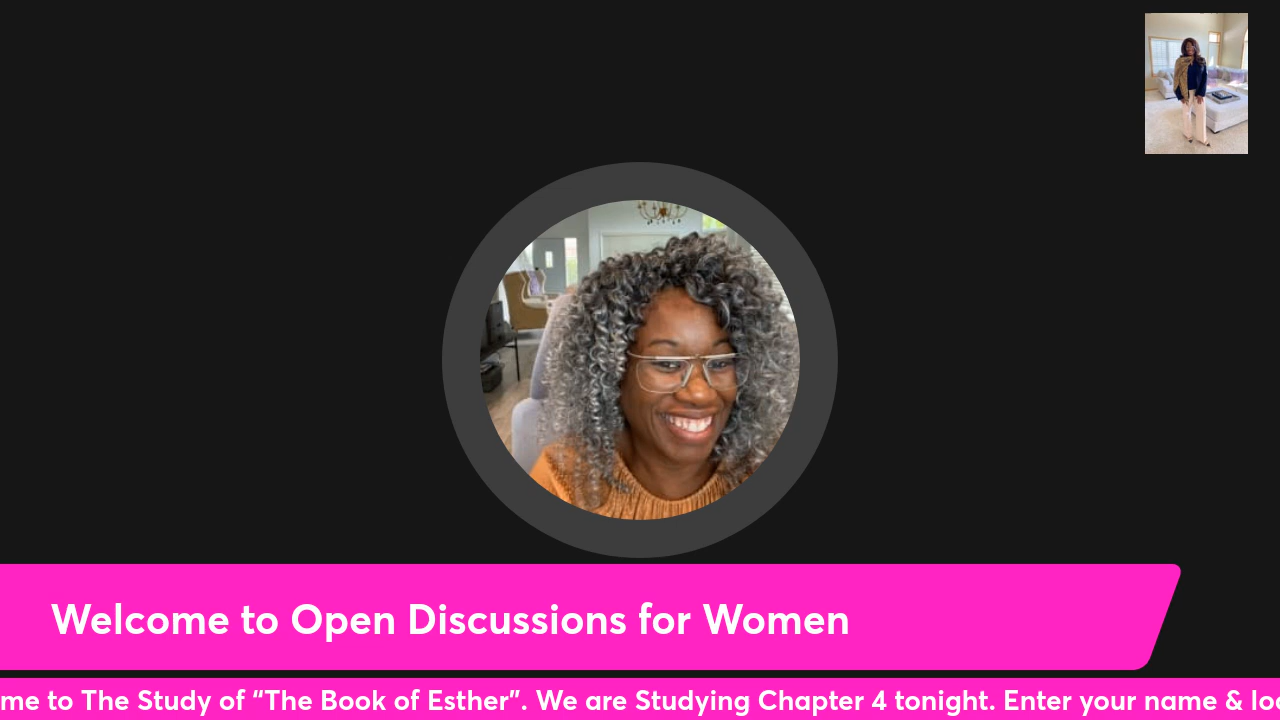 Welcome to Open Discussions for Women
me to The Study of “The Book of Esther”. We are Studying Chapter 4 tonight. Enter your name &